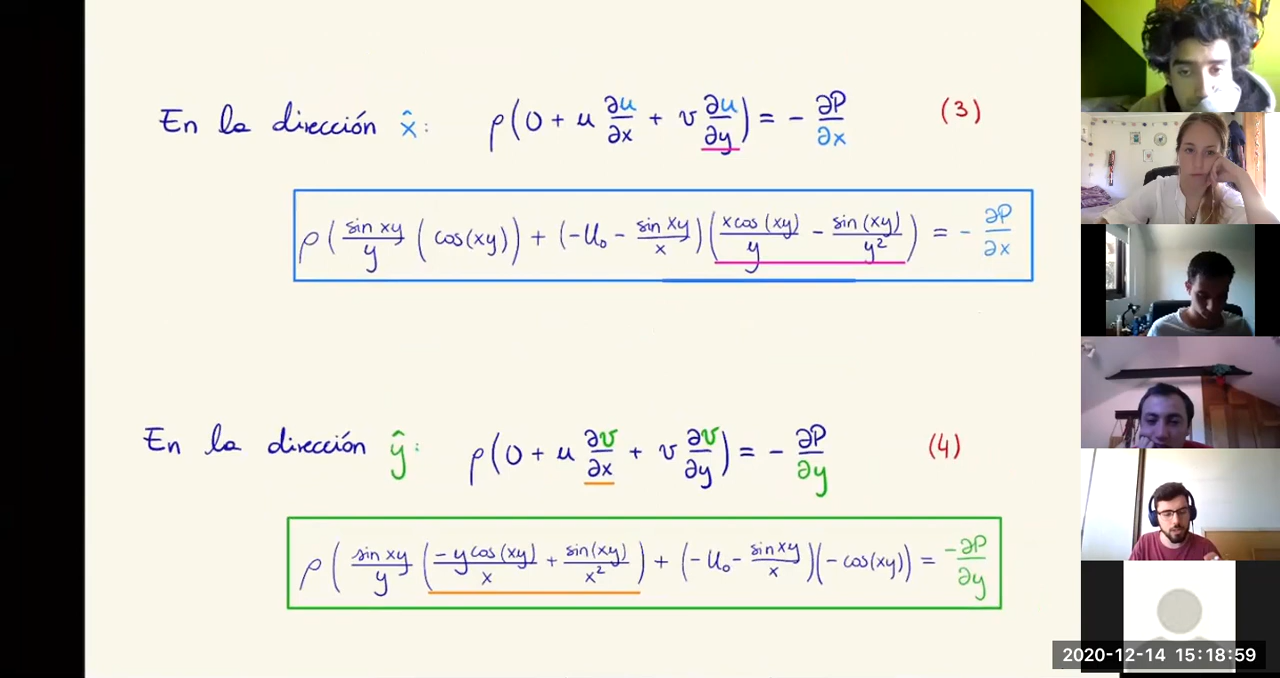 En la dirección x̂: ρ(0 + u ∂u/∂x + v ∂u/∂y) = - ∂P/∂x (3)
ρ( sin xy/y ( cos(xy)) + (-U₀ - sin xy/x)( x cos(xy)/y - sin(xy)/y² ) = - ∂P/∂x
En la dirección ŷ: ρ(0 + u ∂v/∂x + v ∂v/∂y) = - ∂P/∂y (4)
ρ( sin xy/y ( -y cos(xy)/x + sin(xy)/x² ) + (-U₀ - sin xy/x)(- cos(xy)) = -∂P/∂y
2020-12-14 15:18:59